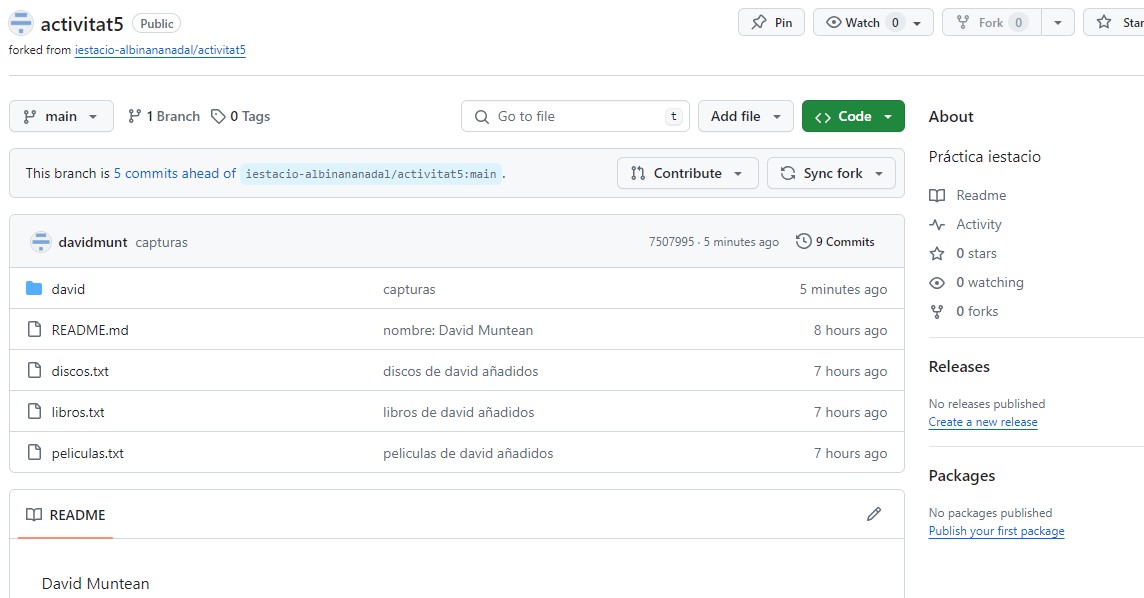 activitat5 Public Pin Watch 0 Fork 0 Star
forked from iestacio-albinananadal/activitat5
main 1 Branch 0 Tags Go to file t Add file Code
This branch is 5 commits ahead of iestacio-albinananadal/activitat5:main . Contribute Sync fork
davidmunt capturas 7507995 · 5 minutes ago 9 Commits
david capturas 5 minutes ago
README.md nombre: David Muntean 8 hours ago
discos.txt discos de david añadidos 7 hours ago
libros.txt libros de david añadidos 7 hours ago
peliculas.txt peliculas de david añadidos 7 hours ago
README
David Muntean
About
Práctica iestacio
Readme
Activity
0 stars
0 watching
0 forks
Releases
No releases published
Create a new release
Packages
No packages published
Publish your first package